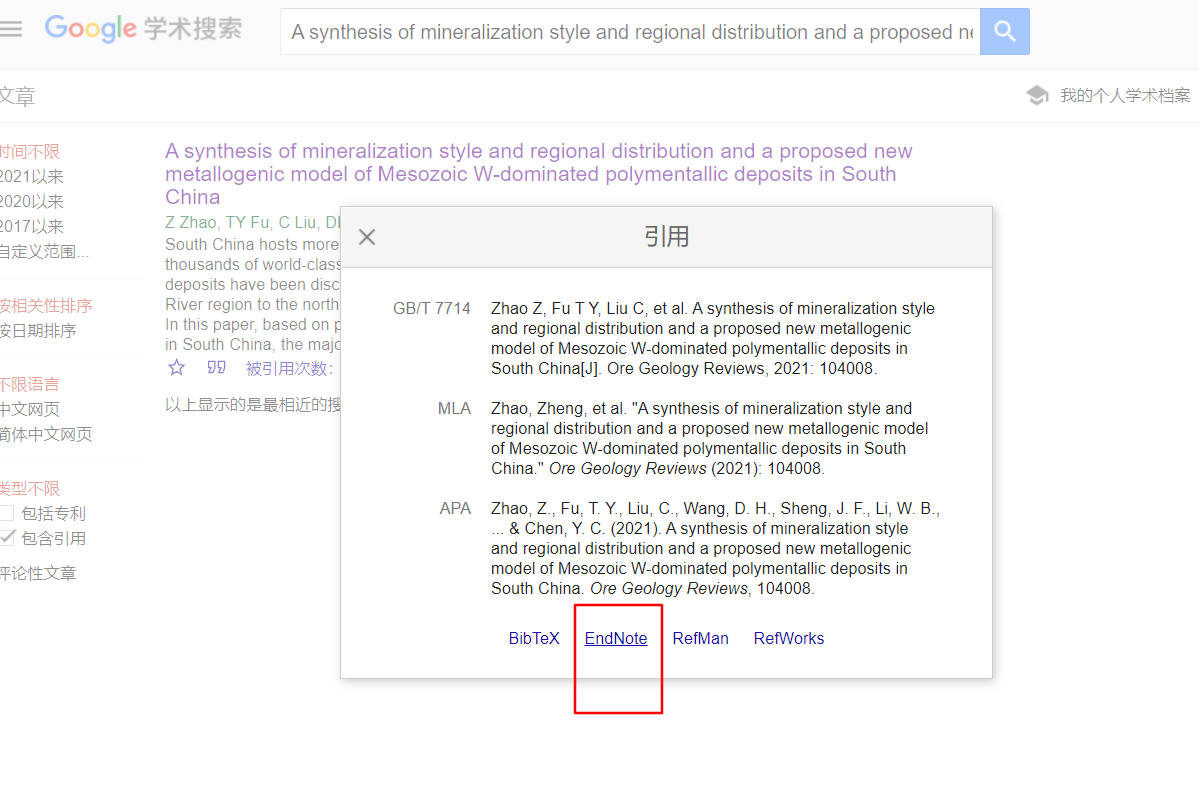 Google 学术搜索
A synthesis of mineralization style and regional distribution and a proposed ne
文章
我的个人学术档案
时间不限
2021以来
2020以来
2017以来
自定义范围...
按相关性排序
按日期排序
不限语言
中文网页
简体中文网页
类型不限
包括专利
包含引用
评论性文章
A synthesis of mineralization style and regional distribution and a proposed new
metallogenic model of Mesozoic W-dominated polymentallic deposits in South
China
Z Zhao, TY Fu, C Liu, DI
South China hosts more
thousands of world-class
deposits have been disc
River region to the north
In this paper, based on p
in South China, the majo
被引用次数:
以上显示的是最相近的搜
引用
GB/T 7714
Zhao Z, Fu T Y, Liu C, et al. A synthesis of mineralization style
and regional distribution and a proposed new metallogenic
model of Mesozoic W-dominated polymentallic deposits in
South China[J]. Ore Geology Reviews, 2021: 104008.
MLA
Zhao, Zheng, et al. "A synthesis of mineralization style and
regional distribution and a proposed new metallogenic model
of Mesozoic W-dominated polymentallic deposits in South
China." Ore Geology Reviews (2021): 104008.
APA
Zhao, Z., Fu, T. Y., Liu, C., Wang, D. H., Sheng, J. F., Li, W. B.,
... & Chen, Y. C. (2021). A synthesis of mineralization style
and regional distribution and a proposed new metallogenic
model of Mesozoic W-dominated polymentallic deposits in
South China. Ore Geology Reviews, 104008.
BibTeX EndNote RefMan RefWorks